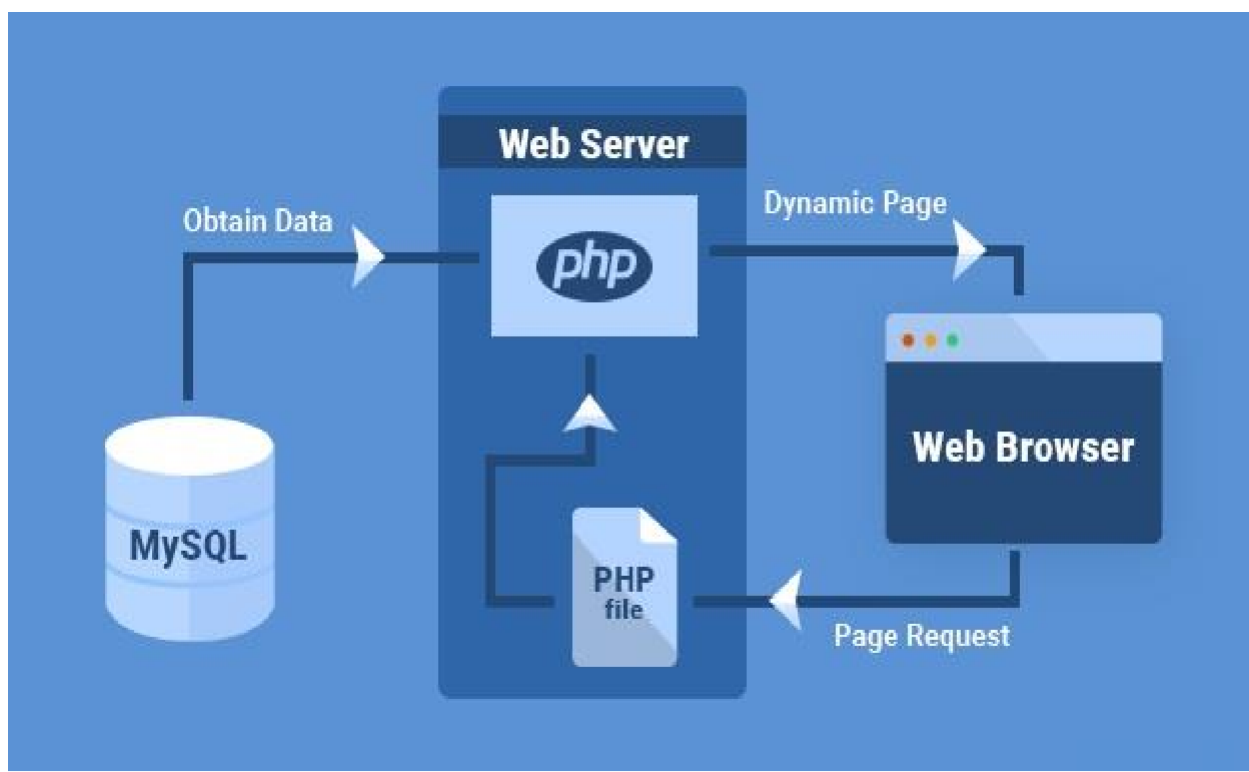 Web Server
Obtain Data
Dynamic Page
php
Web Browser
MySQL
PHP
file
Page Request